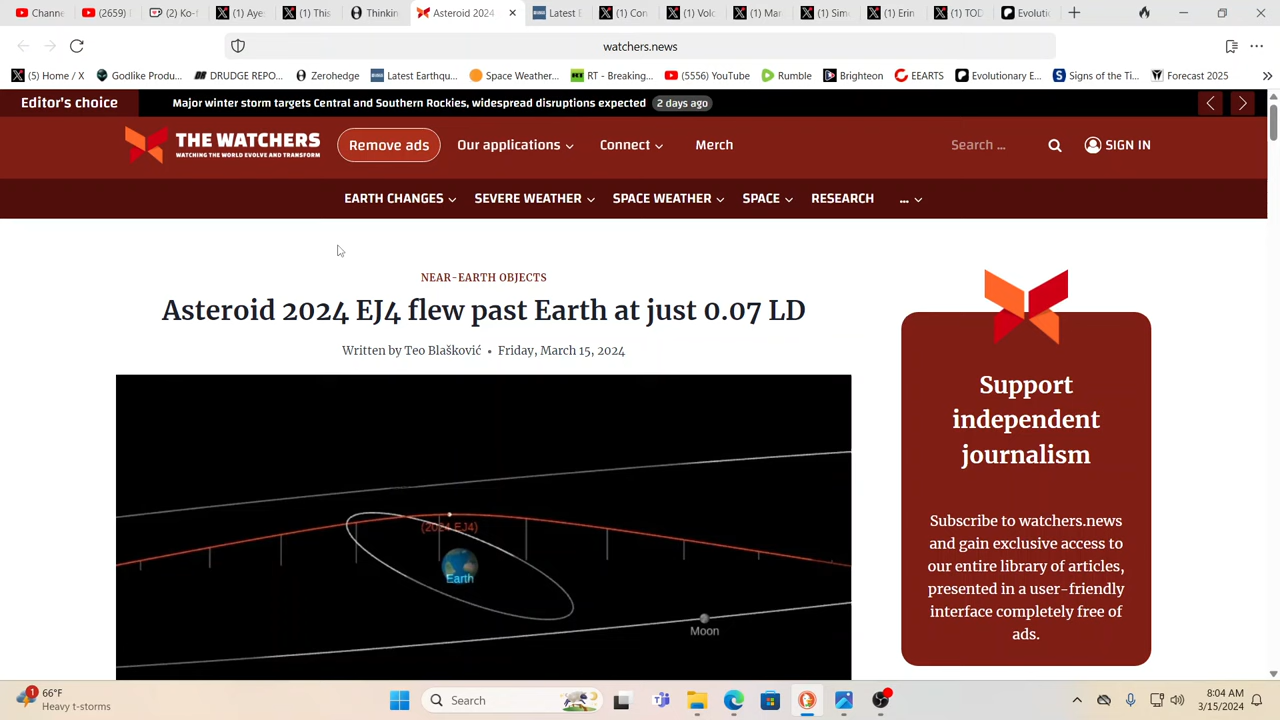 Channe
(2659)
(2) Ko-f
(1) Aye
(1) This
Thinkin
Asteroid 2024
Latest E
(1) Con
(1) Volc
(1) Mar
(1) Sim
(1) Erin
(1) TOD
Evoluti
watchers.news
(5) Home / X
Godlike Produ...
DRUDGE REPO...
Zerohedge
Latest Earthqu...
Space Weather...
RT - Breaking...
(5556) YouTube
Rumble
Brighteon
EEARTS
Evolutionary E...
Signs of the Ti...
Forecast 2025
Editor's choice
Major winter storm targets Central and Southern Rockies, widespread disruptions expected 2 days ago
THE WATCHERS
WATCHING THE WORLD EVOLVE AND TRANSFORM
Remove ads
Our applications
Connect
Merch
Search ...
SIGN IN
EARTH CHANGES
SEVERE WEATHER
SPACE WEATHER
SPACE
RESEARCH
...
NEAR-EARTH OBJECTS
Asteroid 2024 EJ4 flew past Earth at just 0.07 LD
Written by Teo Blašković • Friday, March 15, 2024
(2024 EJ4)
Earth
Moon
Support
independent
journalism
Subscribe to watchers.news
and gain exclusive access to
our entire library of articles,
presented in a user-friendly
interface completely free of
ads.
1
66°F
Heavy t-storms
Search
8:04 AM
3/15/2024